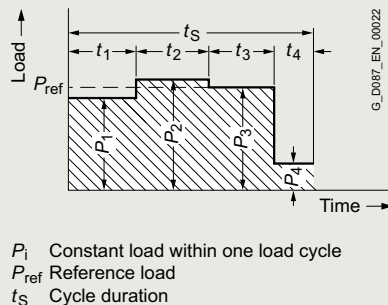 Load
t_S
t_1 t_2 t_3 t_4
P_ref
P_1 P_2 P_3 P_4
Time
G_D087_EN_00022
P_i Constant load within one load cycle
P_ref Reference load
t_S Cycle duration